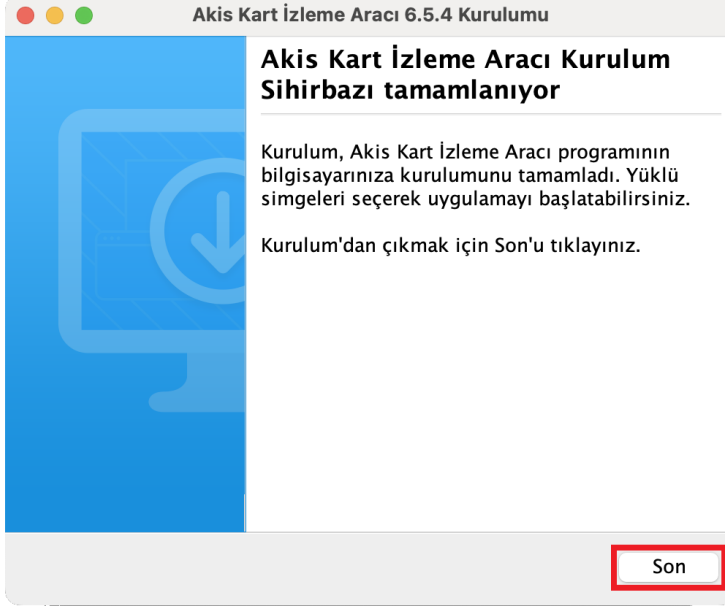 Akis Kart İzleme Aracı 6.5.4 Kurulumu
Akis Kart İzleme Aracı Kurulum
Sihirbazı tamamlanıyor
Kurulum, Akis Kart İzleme Aracı programının
bilgisayarınıza kurulumunu tamamladı. Yüklü
simgeleri seçerek uygulamayı başlatabilirsiniz.
Kurulum'dan çıkmak için Son'u tıklayınız.
Son